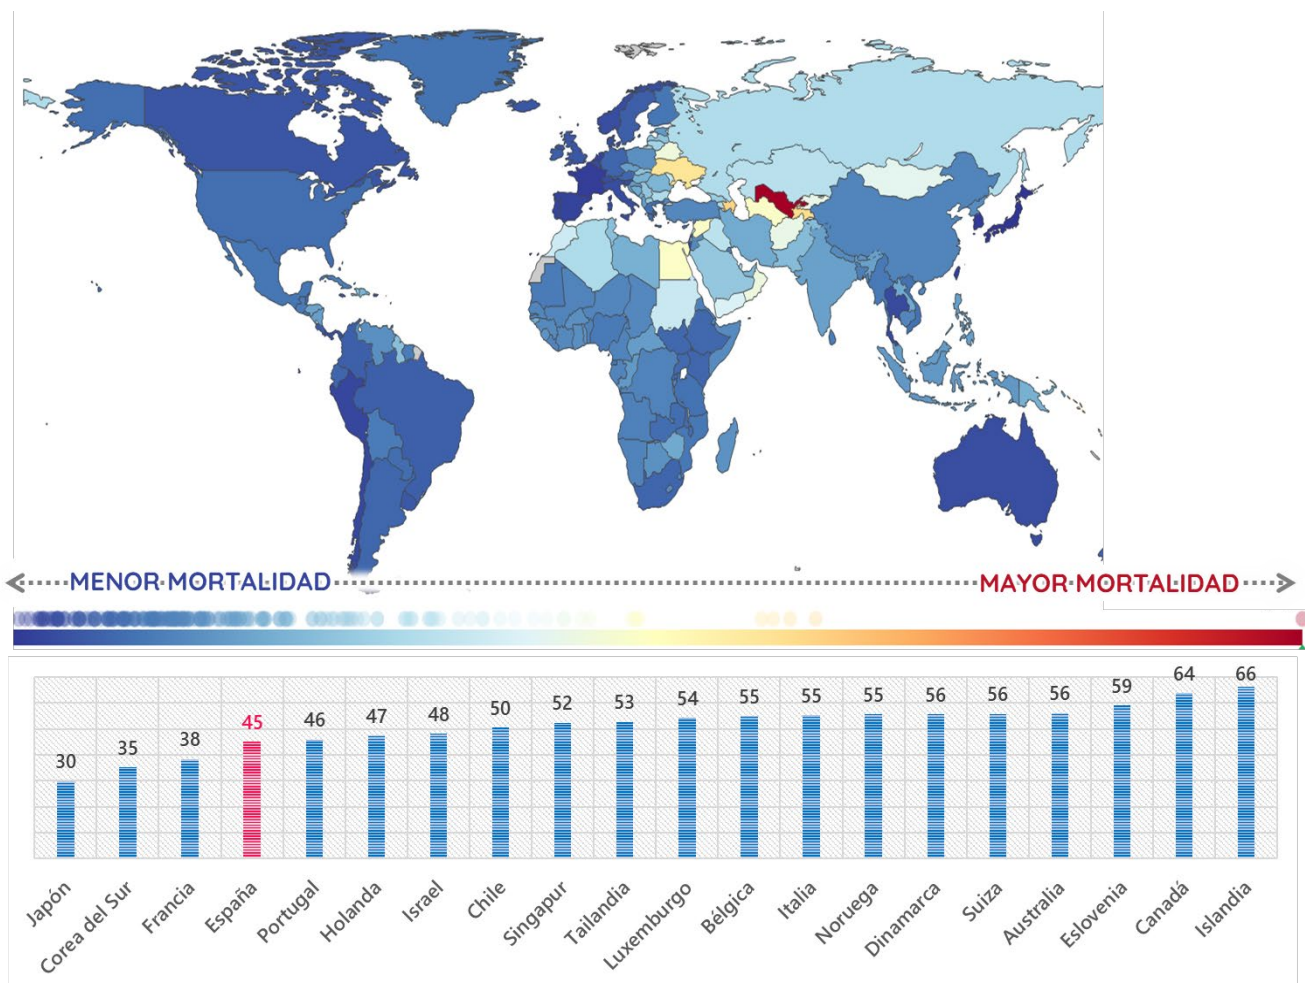 MENOR MORTALIDAD
MAYOR MORTALIDAD
30
35
38
45
46
47
48
50
52
53
54
55
55
55
56
56
56
59
64
66
Japón
Corea del Sur
Francia
España
Portugal
Holanda
Israel
Chile
Singapur
Tailandia
Luxemburgo
Bélgica
Italia
Noruega
Dinamarca
Suiza
Australia
Eslovenia
Canadá
Islandia